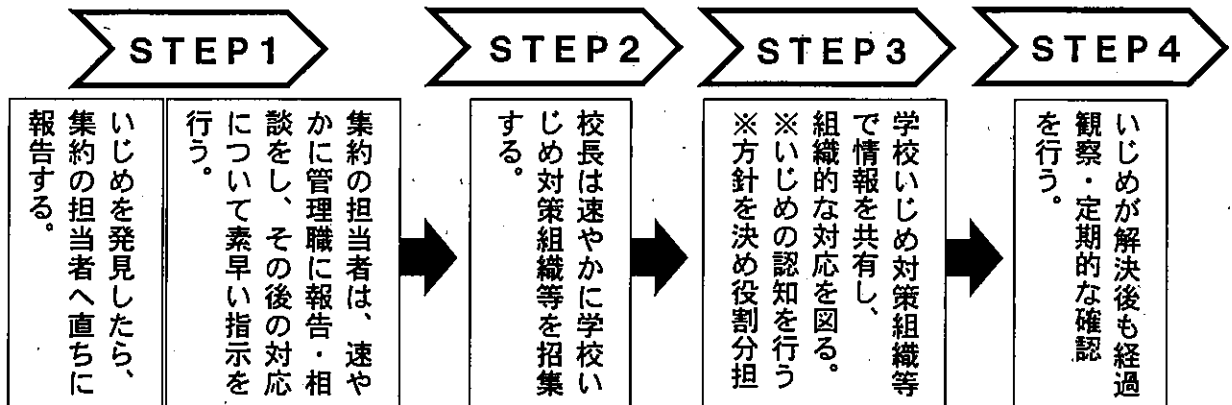 STEP1
いじめを発見したら、
集約の担当者へ直ちに
報告する。
集約の担当者は、速や
かに管理職に報告・相
談をし、その後の対応
について素早い指示を
行う。
STEP2
校長は速やかに学校い
じめ対策組織等を招集
する。
STEP3
学校いじめ対策組織等
で情報を共有し、
組織的な対応を図る。
※いじめの認知を行う
※方針を決め役割分担
STEP4
いじめが解決後も経過
観察・定期的な確認
を行う。